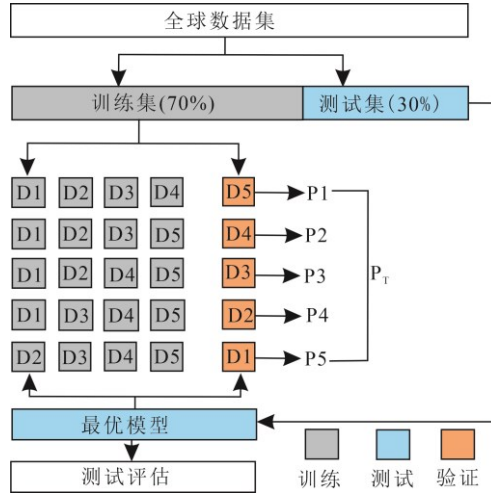 全球数据集
训练集(70%) 测试集(30%)
D1 D2 D3 D4 D5 P1
D1 D2 D3 D5 D4 P2
D1 D2 D4 D5 D3 P3
P_T
D1 D3 D4 D5 D2 P4
D2 D3 D4 D5 D1 P5
最优模型
测试评估
训练 测试 验证